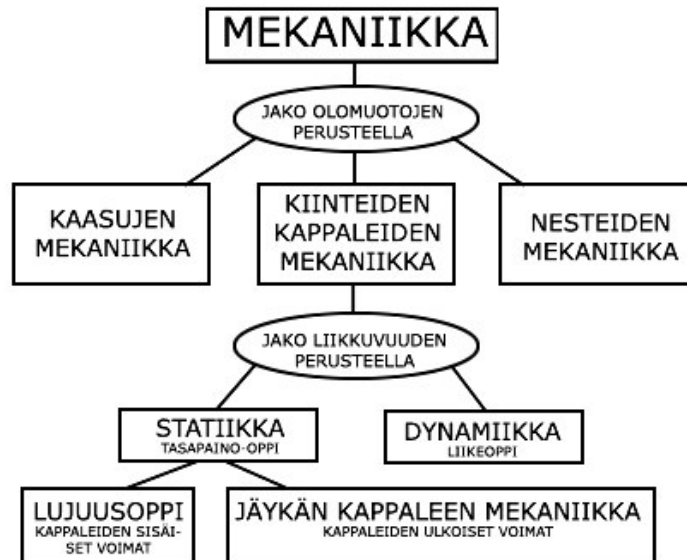 MEKANIIKKA
JAKO OLOMUOTOJEN
PERUSTEELLA
KAASUJEN
MEKANIIKKA
KIINTEIDEN
KAPPALEIDEN
MEKANIIKKA
NESTEIDEN
MEKANIIKKA
JAKO LIIKKUVUUDEN
PERUSTEELLA
STATIIKKA
TASAPAINO-OPPI
DYNAMIIKKA
LIIKEOPPI
LUJUUSOPPI
KAPPALEIDEN SISÄI-
SET VOIMAT
JÄYKÄN KAPPALEEN MEKANIIKKA
KAPPALEIDEN ULKOISET VOIMAT